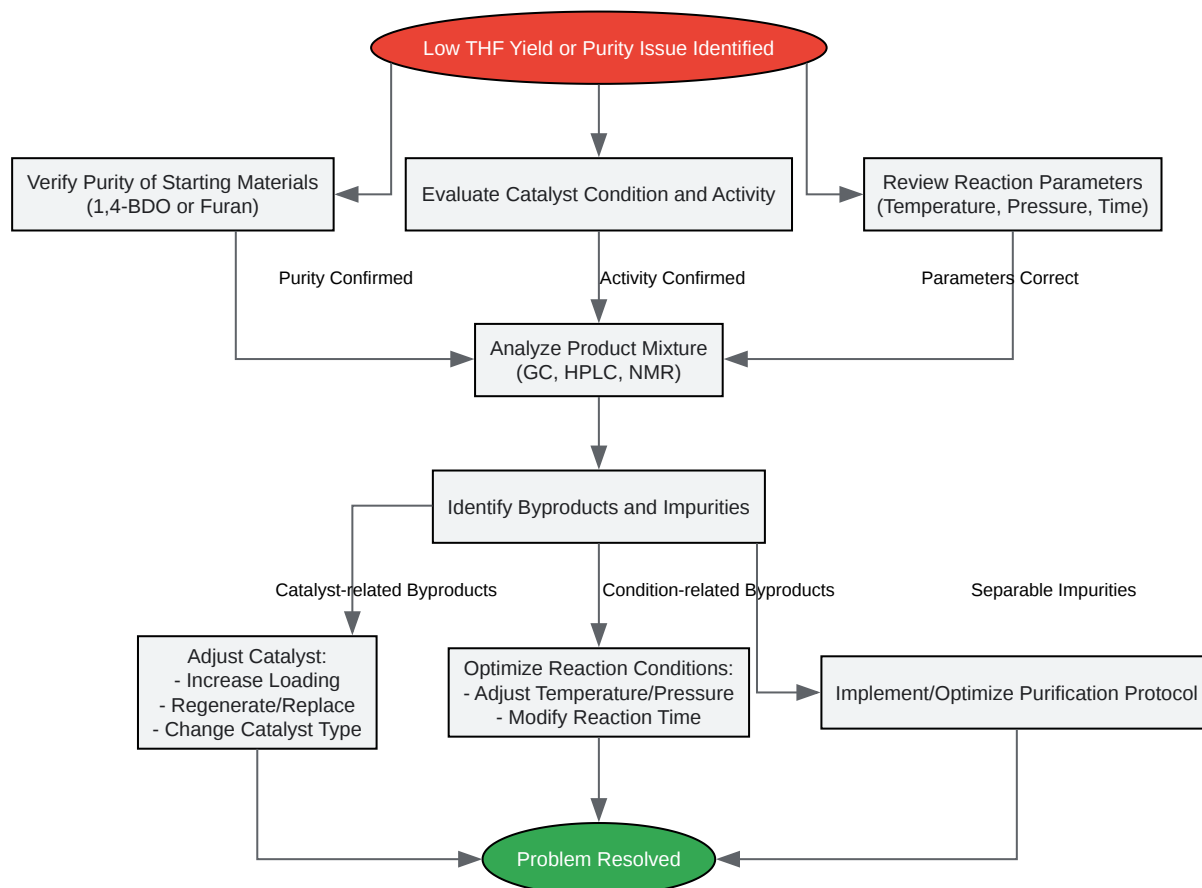 Low THF Yield or Purity Issue Identified
Verify Purity of Starting Materials
(1,4-BDO or Furan)
Evaluate Catalyst Condition and Activity
Review Reaction Parameters
(Temperature, Pressure, Time)
Purity Confirmed
Activity Confirmed
Parameters Correct
Analyze Product Mixture
(GC, HPLC, NMR)
Identify Byproducts and Impurities
Catalyst-related Byproducts
Condition-related Byproducts
Separable Impurities
Adjust Catalyst:
- Increase Loading
- Regenerate/Replace
- Change Catalyst Type
Optimize Reaction Conditions:
- Adjust Temperature/Pressure
- Modify Reaction Time
Implement/Optimize Purification Protocol
Problem Resolved